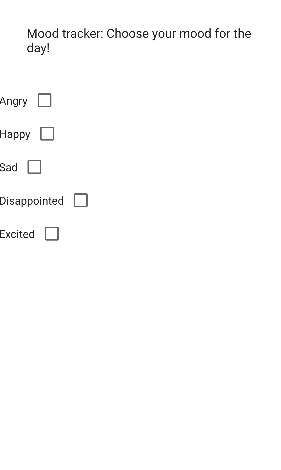 Mood tracker: Choose your mood for the
day!
Angry
Happy
Sad
Disappointed
Excited